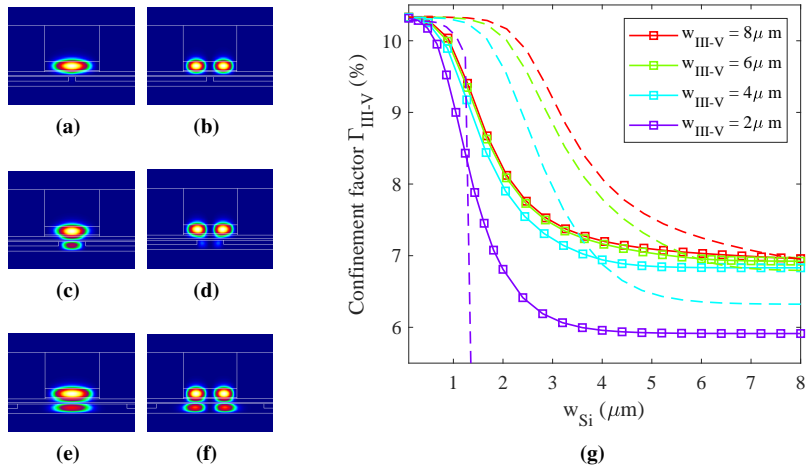 (a)
(b)
(c)
(d)
(e)
(f)
Confinement factor Γ_III-V (%)
10
9
8
7
6
1 2 3 4 5 6 7 8
w_Si (μm)
w_III-V = 8μ m
w_III-V = 6μ m
w_III-V = 4μ m
w_III-V = 2μ m
(g)